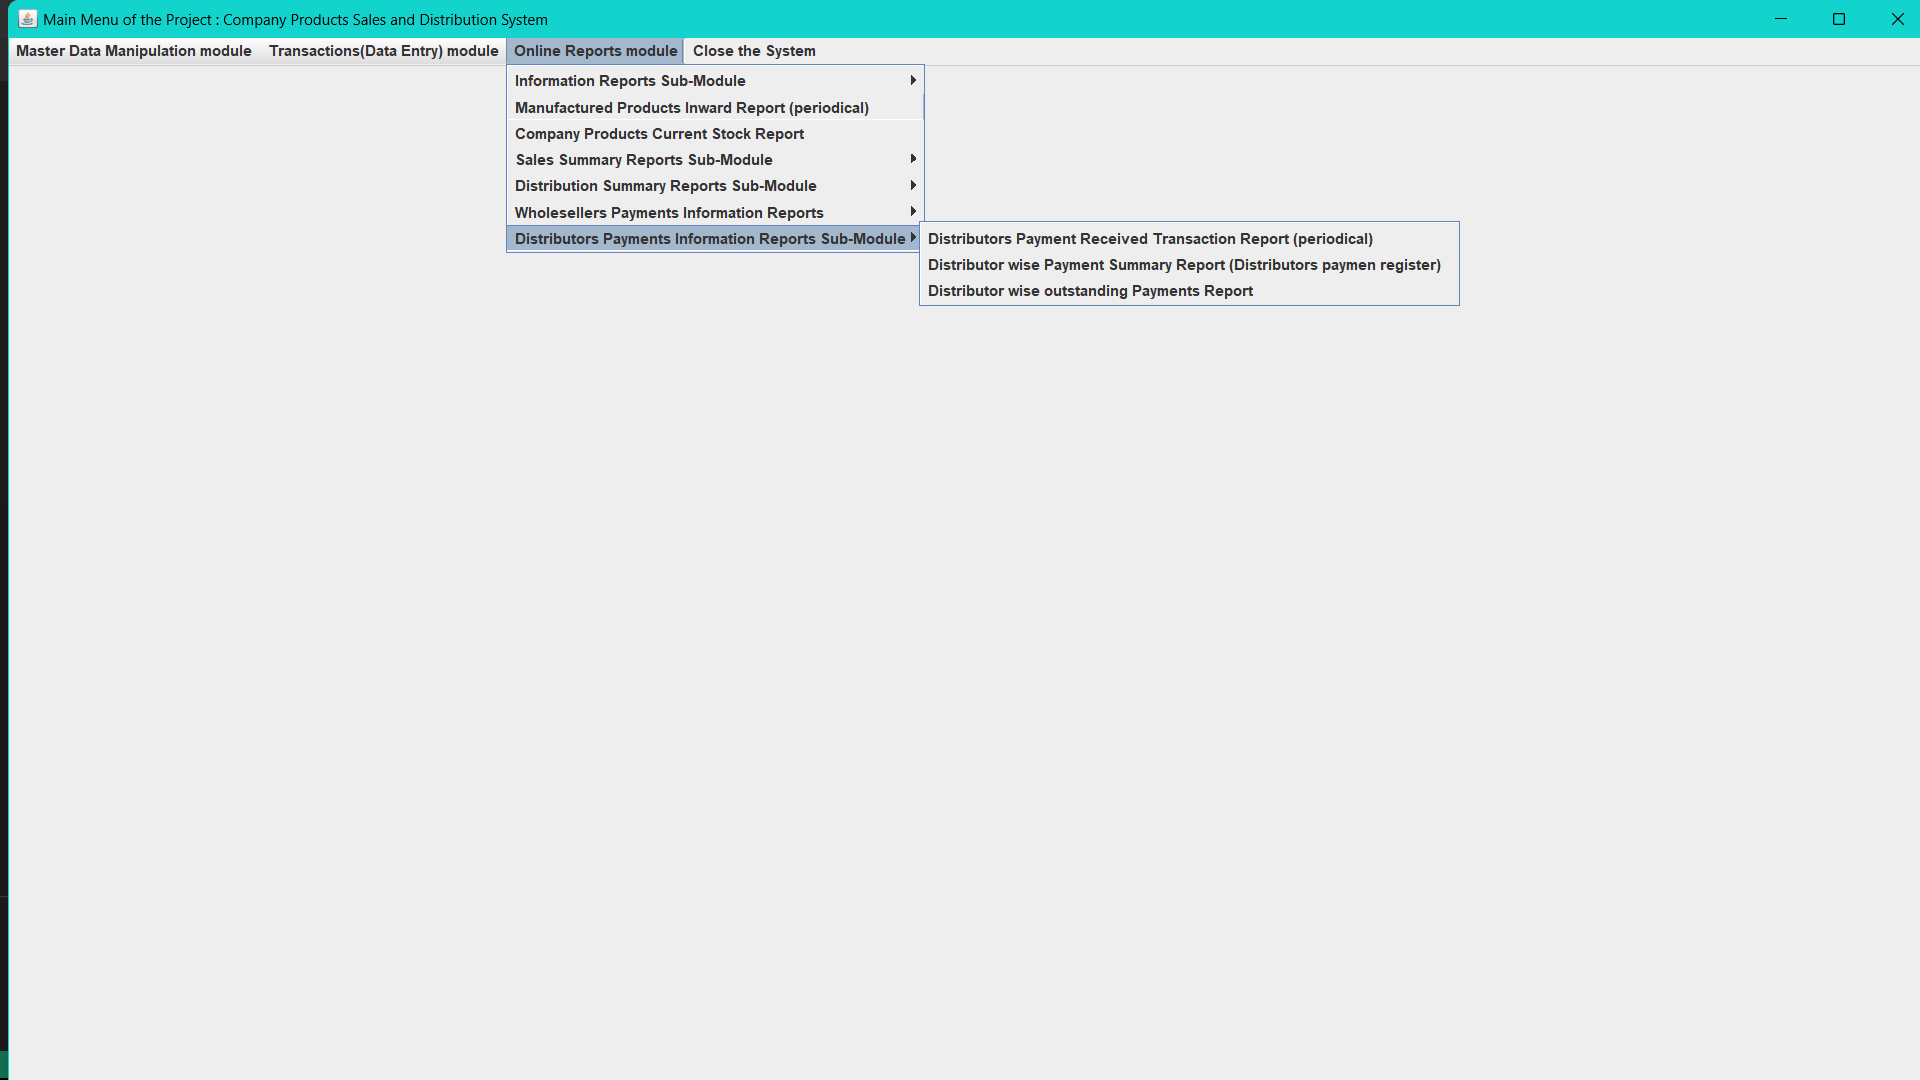 Main Menu of the Project : Company Products Sales and Distribution System
Master Data Manipulation module Transactions(Data Entry) module Online Reports module Close the System
Information Reports Sub-Module
Manufactured Products Inward Report (periodical)
Company Products Current Stock Report
Sales Summary Reports Sub-Module
Distribution Summary Reports Sub-Module
Wholesellers Payments Information Reports
Distributors Payments Information Reports Sub-Module
Distributors Payment Received Transaction Report (periodical)
Distributor wise Payment Summary Report (Distributors paymen register)
Distributor wise outstanding Payments Report